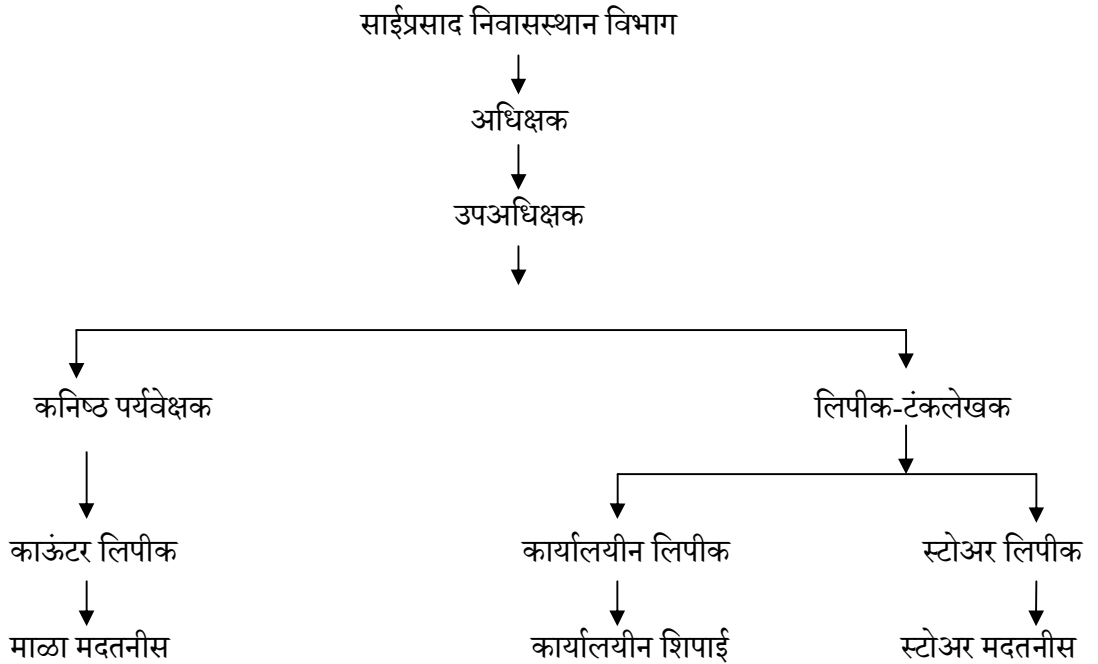 साईप्रसाद निवासस्थान विभाग
अधिक्षक
उपअधिक्षक
कनिष्ठ पर्यवेक्षक
लिपीक-टंकलेखक
काऊंटर लिपीक
कार्यालयीन लिपीक
स्टोअर लिपीक
माळा मदतनीस
कार्यालयीन शिपाई
स्टोअर मदतनीस